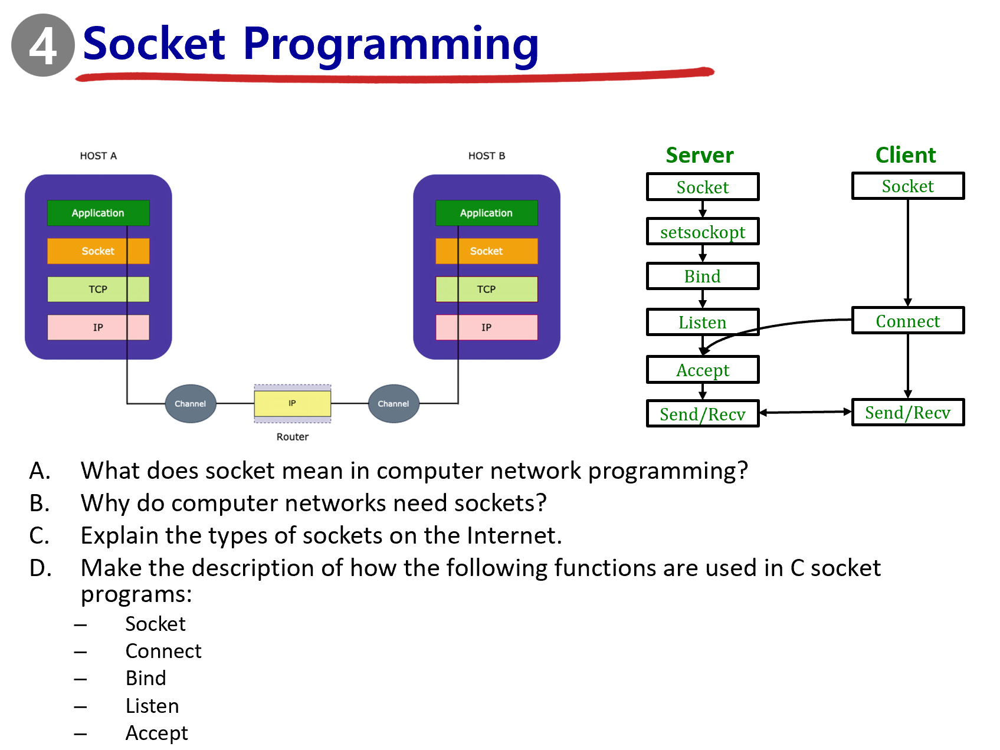 4 Socket Programming
HOST A
Application
Socket
TCP
IP
HOST B
Application
Socket
TCP
IP
Channel
IP
Channel
Router
Server
Socket
setsockopt
Bind
Listen
Accept
Send/Recv
Client
Socket
Connect
Send/Recv
A. What does socket mean in computer network programming?
B. Why do computer networks need sockets?
C. Explain the types of sockets on the Internet.
D. Make the description of how the following functions are used in C socket
programs:
– Socket
– Connect
– Bind
– Listen
– Accept